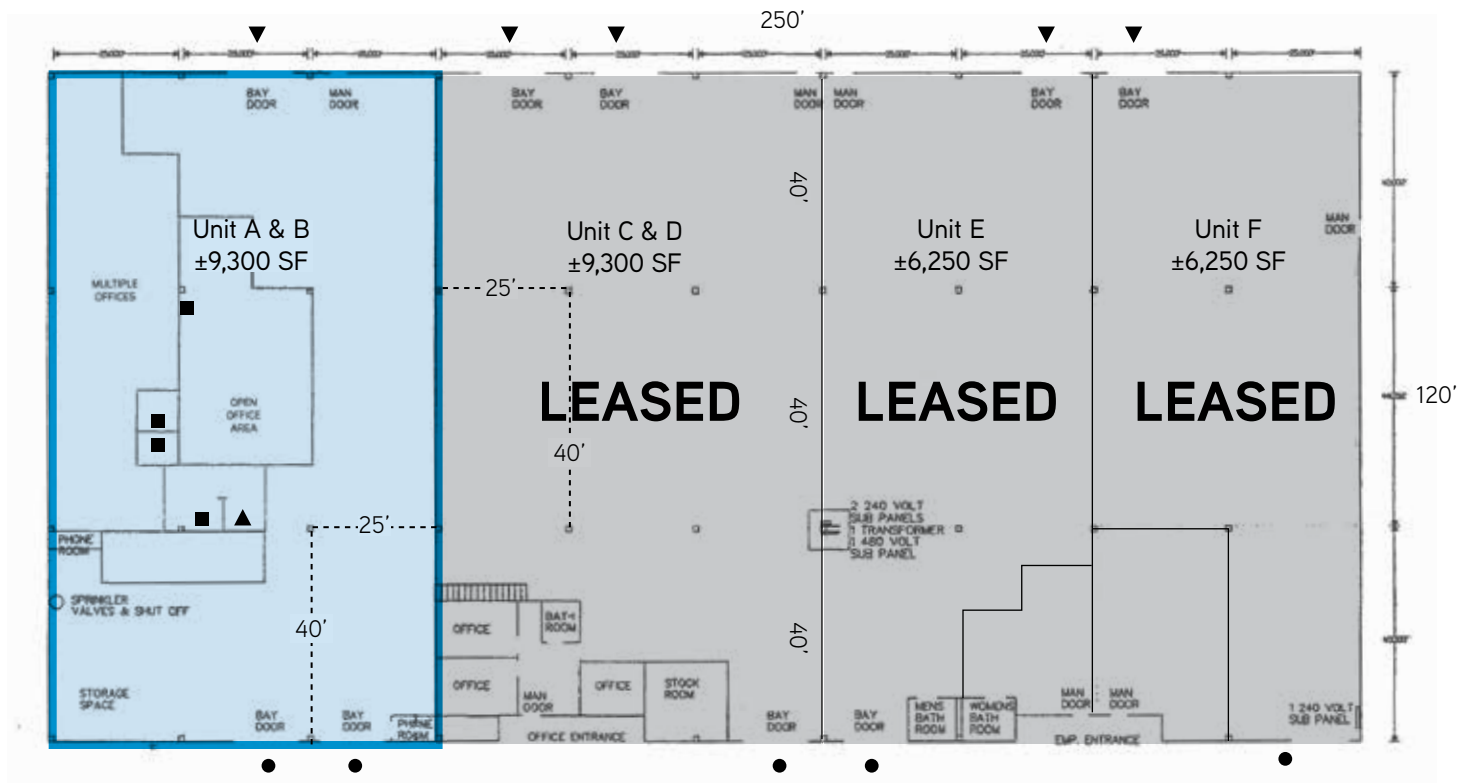 250'
BAY
DOOR
MAN
DOOR
BAY
DOOR
BAY
DOOR
MAN
DOOR
MAN
DOOR
BAY
DOOR
BAY
DOOR
40'
Unit A & B
±9,300 SF
Unit C & D
±9,300 SF
Unit E
±6,250 SF
Unit F
±6,250 SF
MAN
DOOR
MULTIPLE
OFFICES
25'
OPEN
OFFICE
AREA
LEASED
LEASED
LEASED
40'
120'
40'
2 240 VOLT
SUB PANELS
1 TRANSFORMER
1 480 VOLT
SUB PANEL
25'
PHONE
ROOM
SPRINKLER
VALVES & SHUT OFF
40'
OFFICE
BATH
ROOM
40'
STORAGE
SPACE
OFFICE
MAN
DOOR
OFFICE
STOCK
ROOM
BAY
DOOR
BAY
DOOR
PHONE
ROOM
OFFICE ENTRANCE
BAY
DOOR
BAY
DOOR
MENS
BATH
ROOM
WOMENS
BATH
ROOM
MAN
DOOR
MAN
DOOR
EMP. ENTRANCE
1 240 VOLT
SUB PANEL